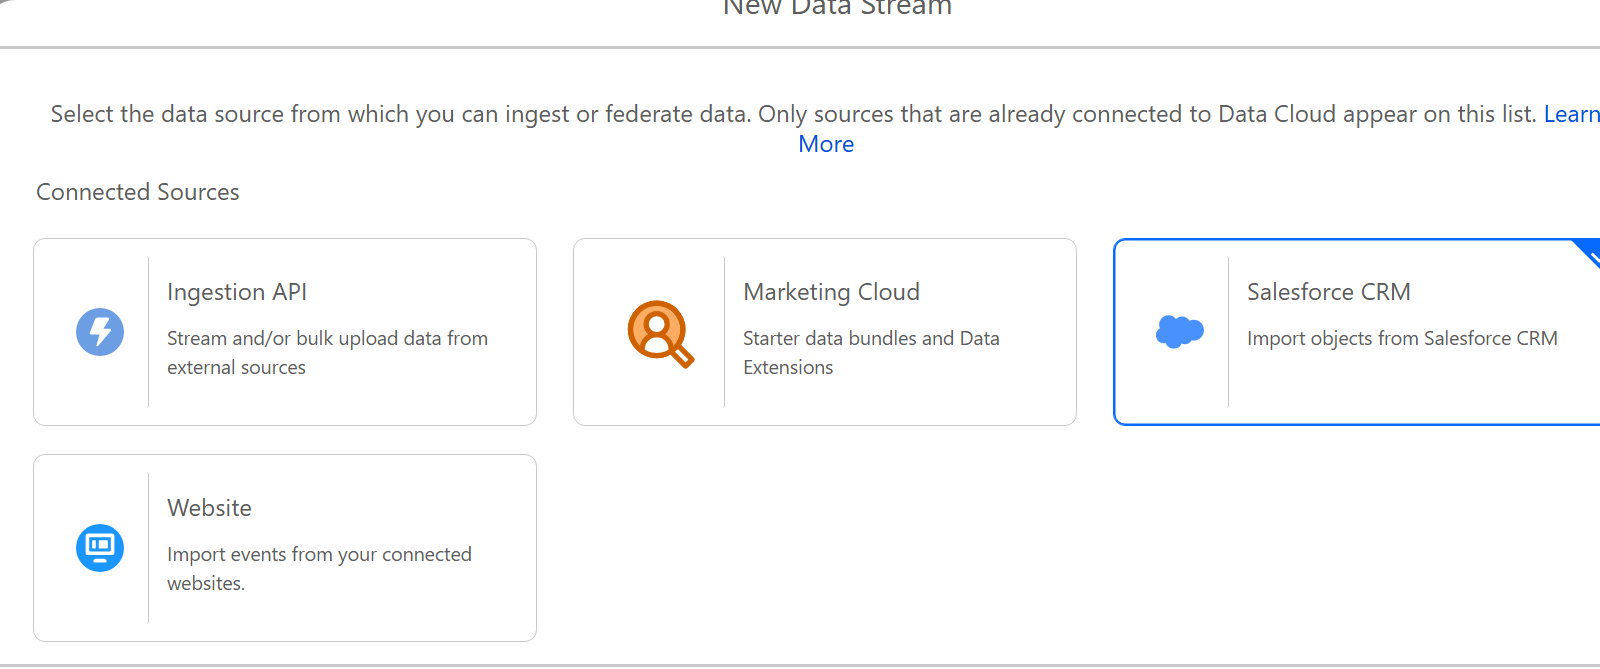 New Data Stream
Select the data source from which you can ingest or federate data. Only sources that are already connected to Data Cloud appear on this list. Learn
More
Connected Sources
Ingestion API
Stream and/or bulk upload data from
external sources
Marketing Cloud
Starter data bundles and Data
Extensions
Salesforce CRM
Import objects from Salesforce CRM
Website
Import events from your connected
websites.